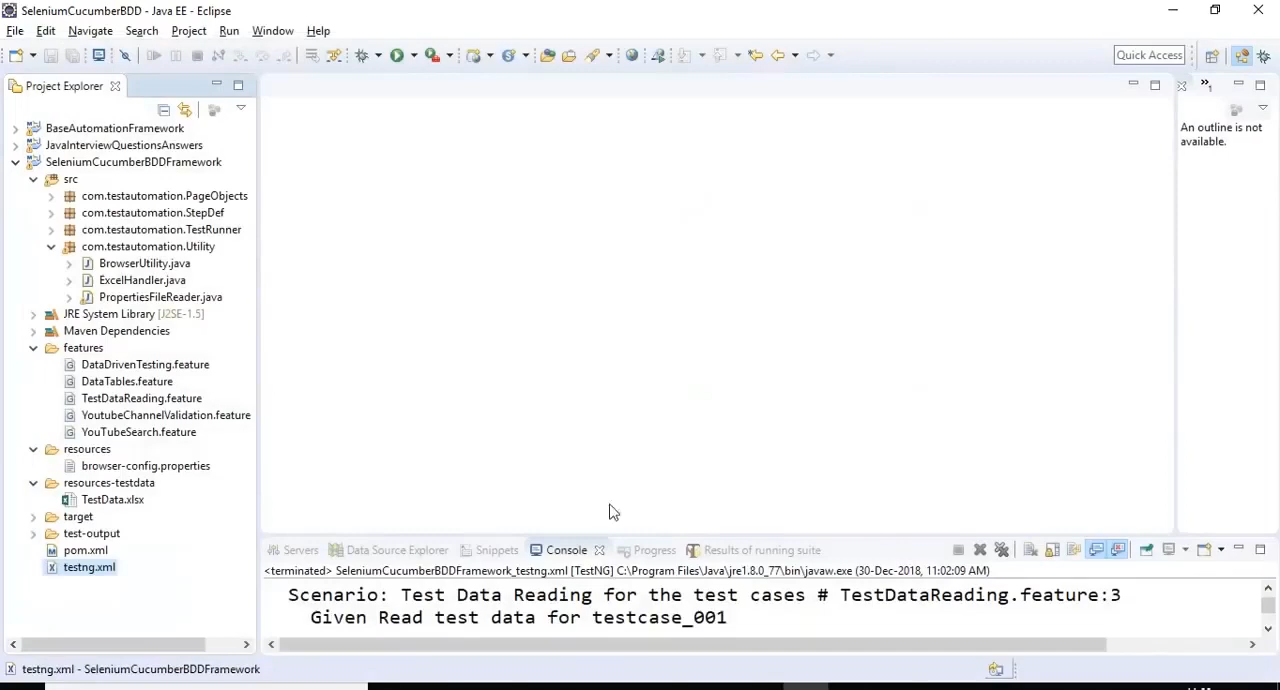 SeleniumCucumberBDD - Java EE - Eclipse
File Edit Navigate Search Project Run Window Help
Quick Access
Project Explorer
BaseAutomationFramework
JavaInterviewQuestionsAnswers
SeleniumCucumberBDDFramework
src
com.testautomation.PageObjects
com.testautomation.StepDef
com.testautomation.TestRunner
com.testautomation.Utility
BrowserUtility.java
ExcelHandler.java
PropertiesFileReader.java
JRE System Library [J2SE-1.5]
Maven Dependencies
features
DataDrivenTesting.feature
DataTables.feature
TestDataReading.feature
YoutubeChannelValidation.feature
YouTubeSearch.feature
resources
browser-config.properties
resources-testdata
TestData.xlsx
target
test-output
pom.xml
testng.xml
An outline is not
available.
Servers Data Source Explorer Snippets Console Progress Results of running suite
<terminated> SeleniumCucumberBDDFramework_testng.xml [TestNG] C:\Program Files\Java\jre1.8.0_77\bin\javaw.exe (30-Dec-2018, 11:02:09 AM)
Scenario: Test Data Reading for the test cases # TestDataReading.feature:3
Given Read test data for testcase_001
testng.xml - SeleniumCucumberBDDFramework